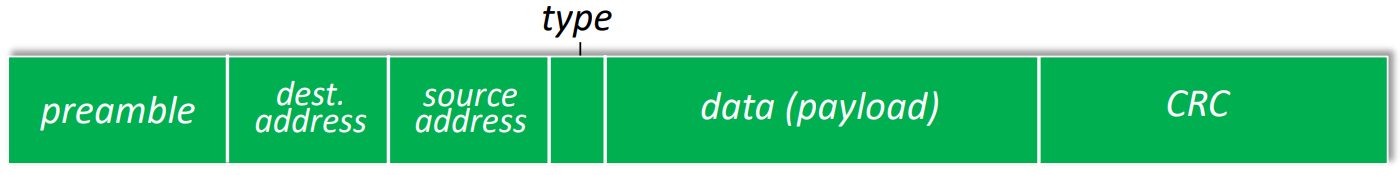 type
preamble
dest.
address
source
address
data (payload)
CRC